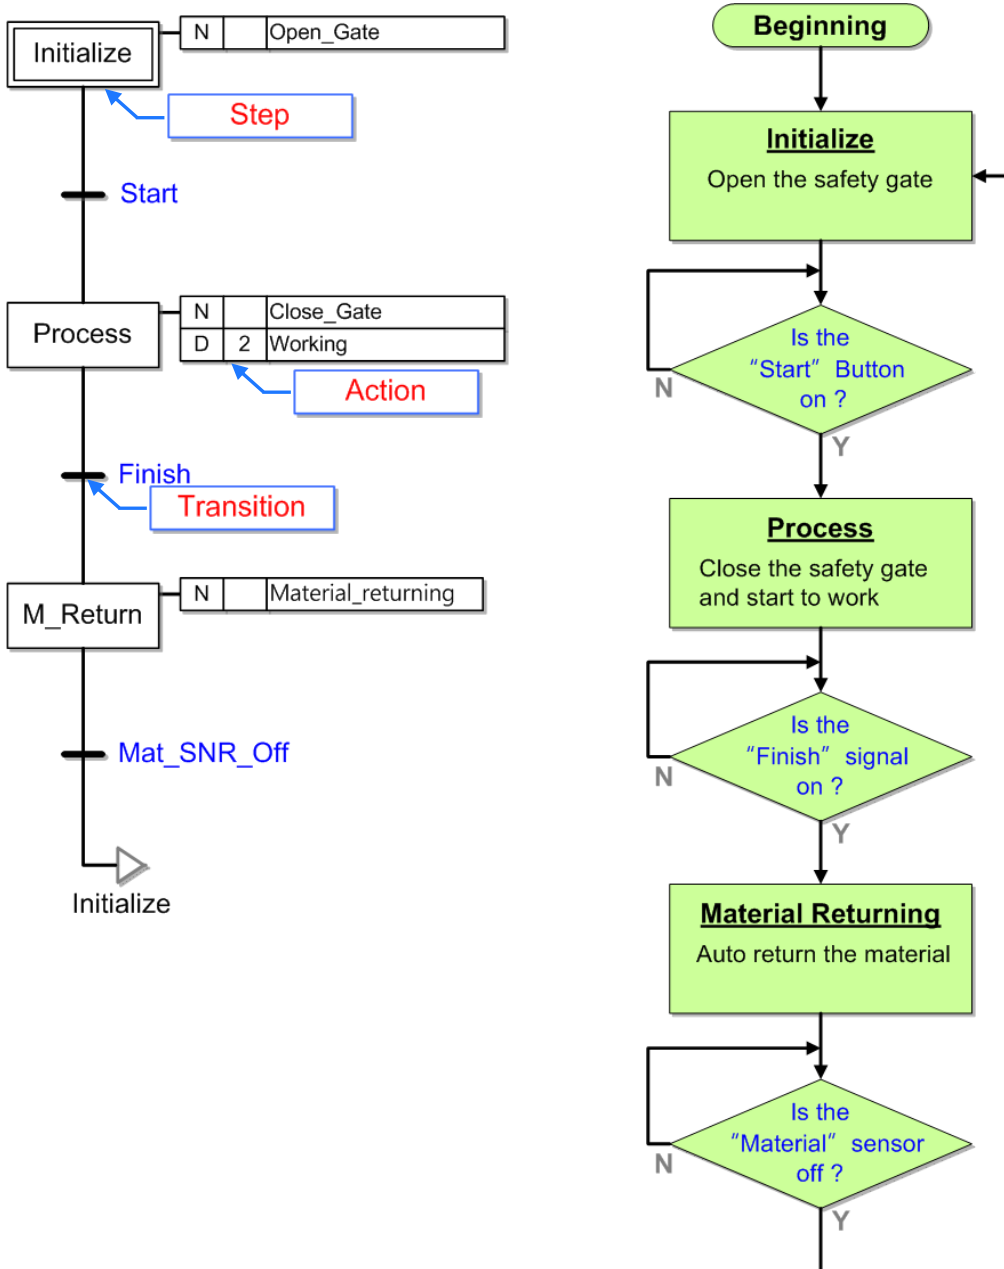 Initialize
N Open_Gate
Step
Start
Process
N Close_Gate
D 2 Working
Action
Finish
Transition
M_Return
N Material_returning
Mat_SNR_Off
Initialize
Beginning
Initialize
Open the safety gate
Is the
“Start” Button
on ?
N
Y
Process
Close the safety gate
and start to work
Is the
“Finish” signal
on ?
N
Y
Material Returning
Auto return the material
Is the
“Material” sensor
off ?
N
Y